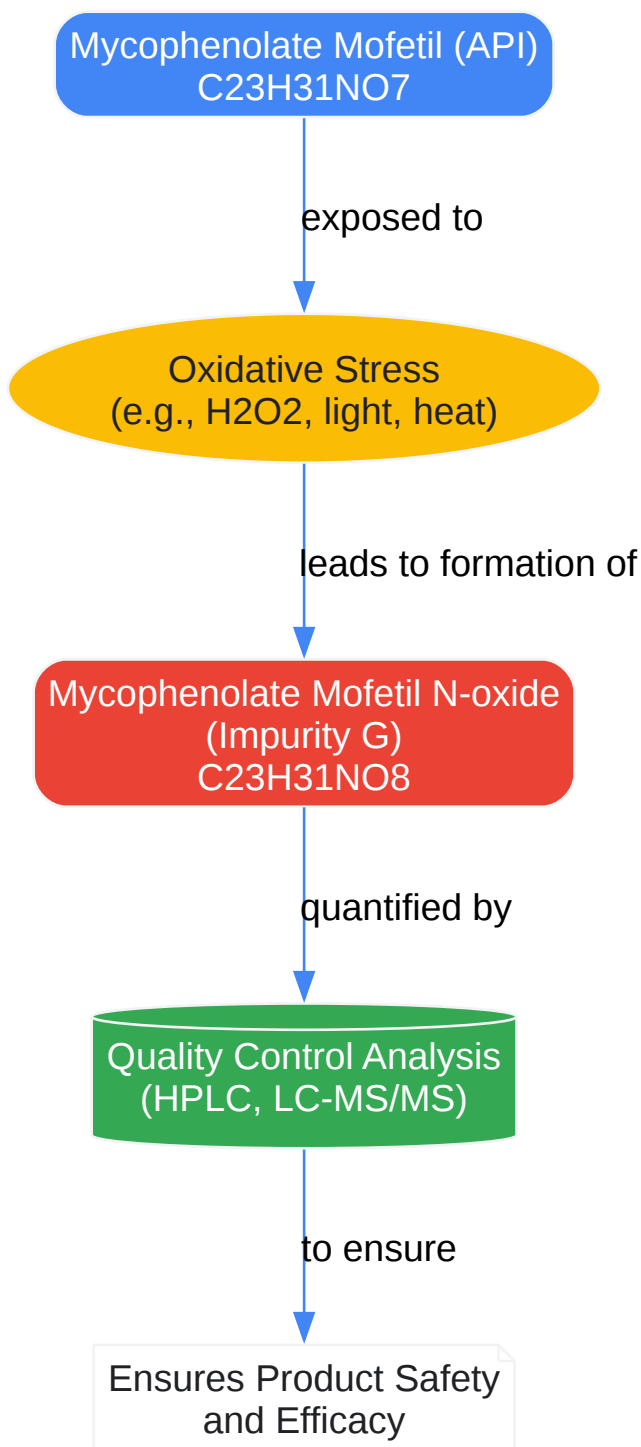 Mycophenolate Mofetil (API)
C23H31NO7
exposed to
Oxidative Stress
(e.g., H2O2, light, heat)
leads to formation of
Mycophenolate Mofetil N-oxide
(Impurity G)
C23H31NO8
quantified by
Quality Control Analysis
(HPLC, LC-MS/MS)
to ensure
Ensures Product Safety
and Efficacy